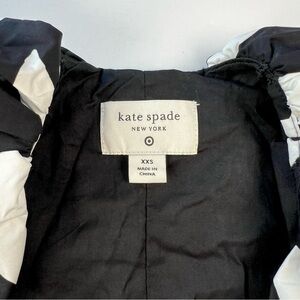 kate spade
NEW YORK
XXS
MADE IN
CHINA